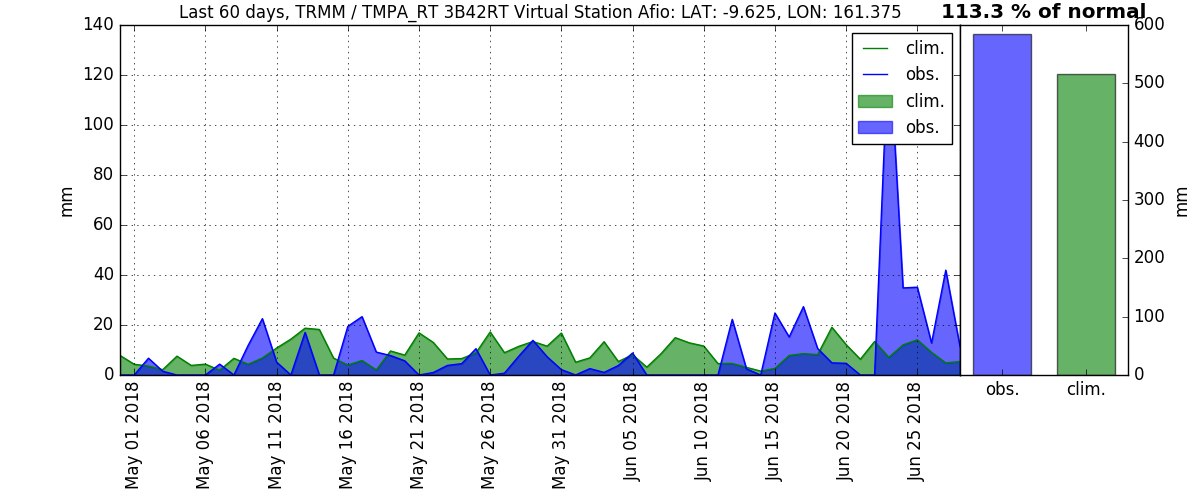 Last 60 days, TRMM / TMPA_RT 3B42RT Virtual Station Afio: LAT: -9.625, LON: 161.375
113.3 % of normal
140
120
100
80
60
40
20
0
mm
clim.
obs.
clim.
obs.
May 01 2018
May 06 2018
May 11 2018
May 16 2018
May 21 2018
May 26 2018
May 31 2018
Jun 05 2018
Jun 10 2018
Jun 15 2018
Jun 20 2018
Jun 25 2018
600
500
400
300
200
100
0
mm
obs.
clim.